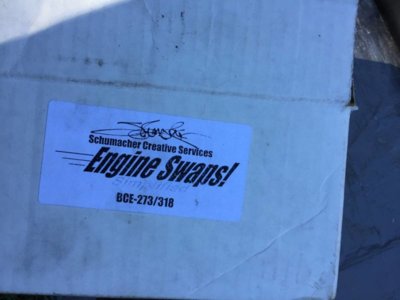 Schumacher Creative Services
Engine Swaps!
BCE-273/318